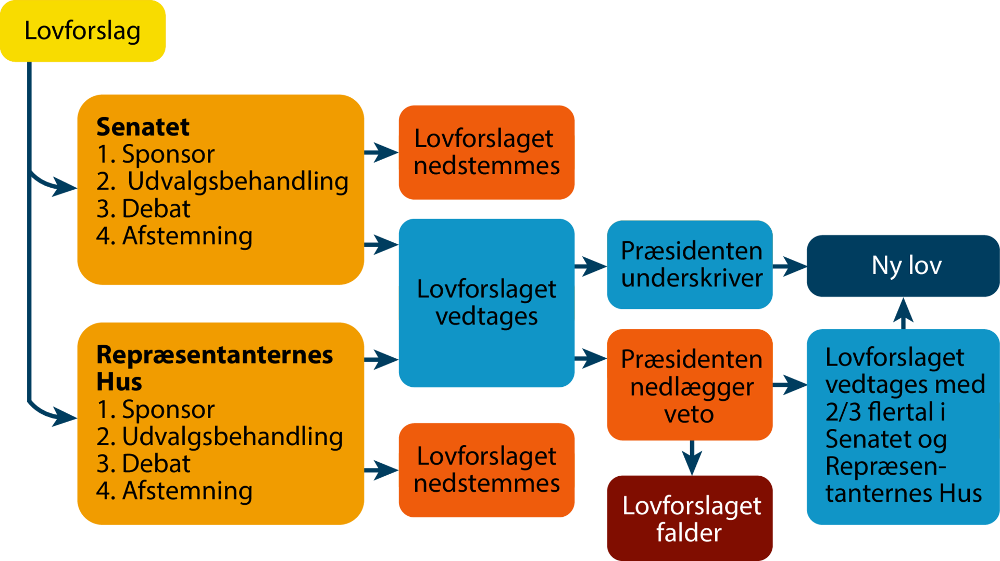 Lovforslag
Senatet
1. Sponsor
2. Udvalgsbehandling
3. Debat
4. Afstemning
Lovforslaget
nedstemmes
Lovforslaget
vedtages
Præsidenten
underskriver
Ny lov
Repræsentanternes
Hus
1. Sponsor
2. Udvalgsbehandling
3. Debat
4. Afstemning
Lovforslaget
nedstemmes
Præsidenten
nedlægger
veto
Lovforslaget
falder
Lovforslaget
vedtages med
2/3 flertal i
Senatet og
Repræsen-
tanternes Hus